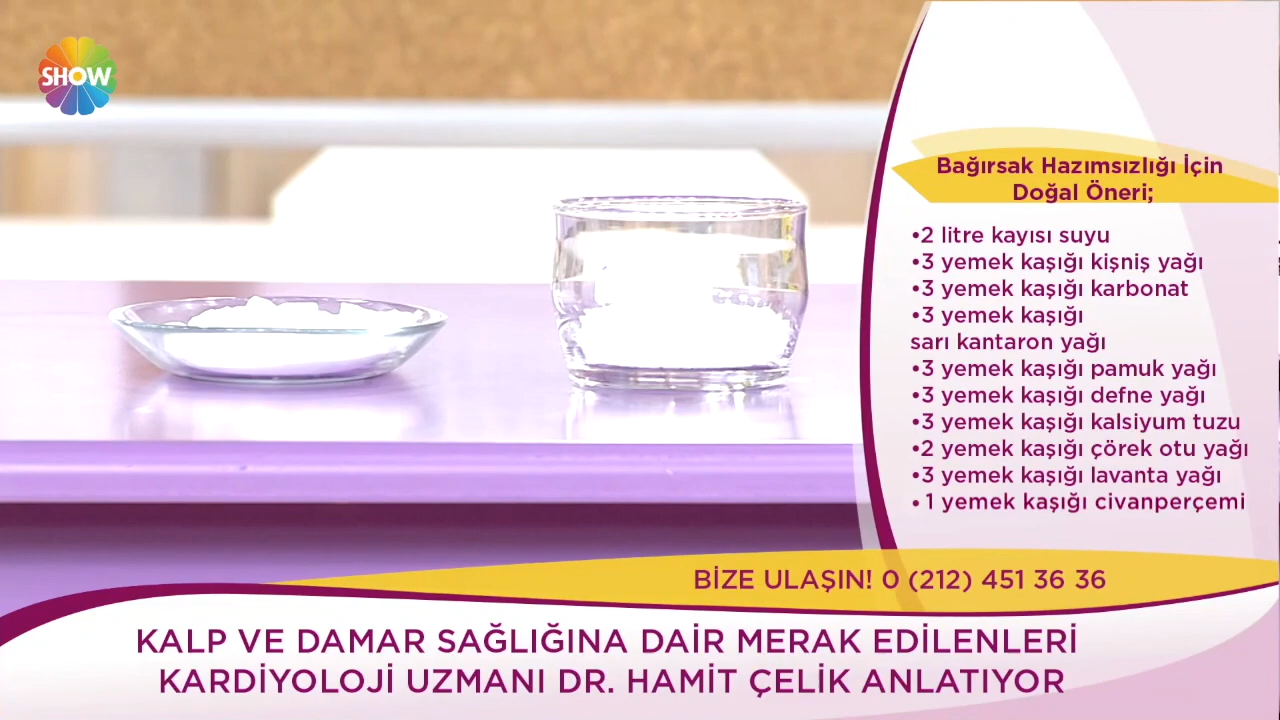 SHOW
Bağırsak Hazımsızlığı İçin
Doğal Öneri;
•2 litre kayısı suyu
•3 yemek kaşığı kişniş yağı
•3 yemek kaşığı karbonat
•3 yemek kaşığı
sarı kantaron yağı
•3 yemek kaşığı pamuk yağı
•3 yemek kaşığı defne yağı
•3 yemek kaşığı kalsiyum tuzu
•2 yemek kaşığı çörek otu yağı
•3 yemek kaşığı lavanta yağı
• 1 yemek kaşığı civanperçemi
BİZE ULAŞIN! 0 (212) 451 36 36
KALP VE DAMAR SAĞLIĞINA DAİR MERAK EDİLENLERİ
KARDİYOLOJİ UZMANI DR. HAMİT ÇELİK ANLATIYOR